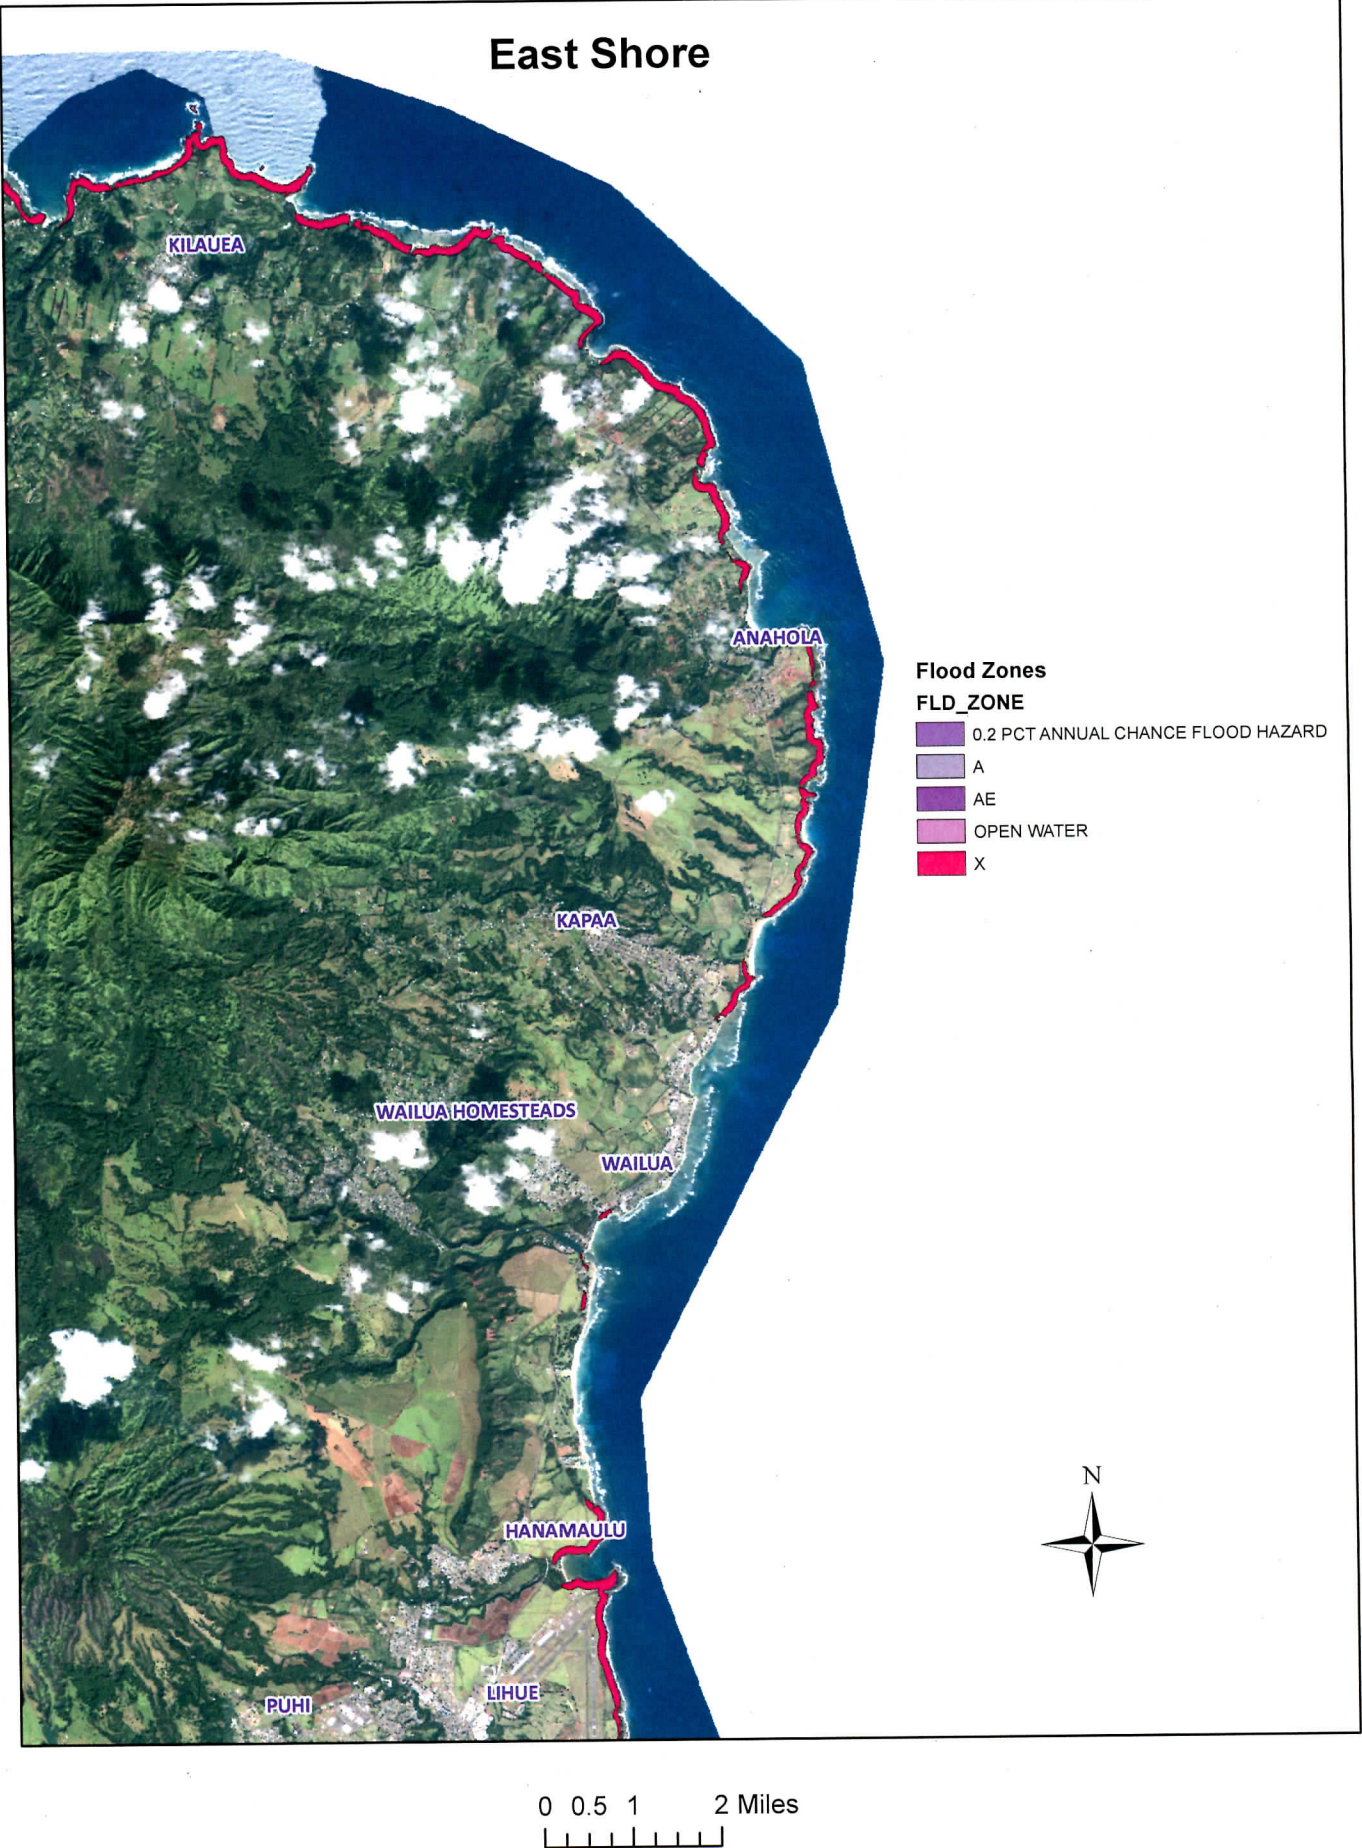 East Shore
KILAUEA
ANAHOLA
Flood Zones
FLD_ZONE
0.2 PCT ANNUAL CHANCE FLOOD HAZARD
A
AE
OPEN WATER
X
KAPAA
WAILUA HOMESTEADS
WAILUA
N
HANAMAULU
LIHUE
PUHI
0 0.5 1 2 Miles